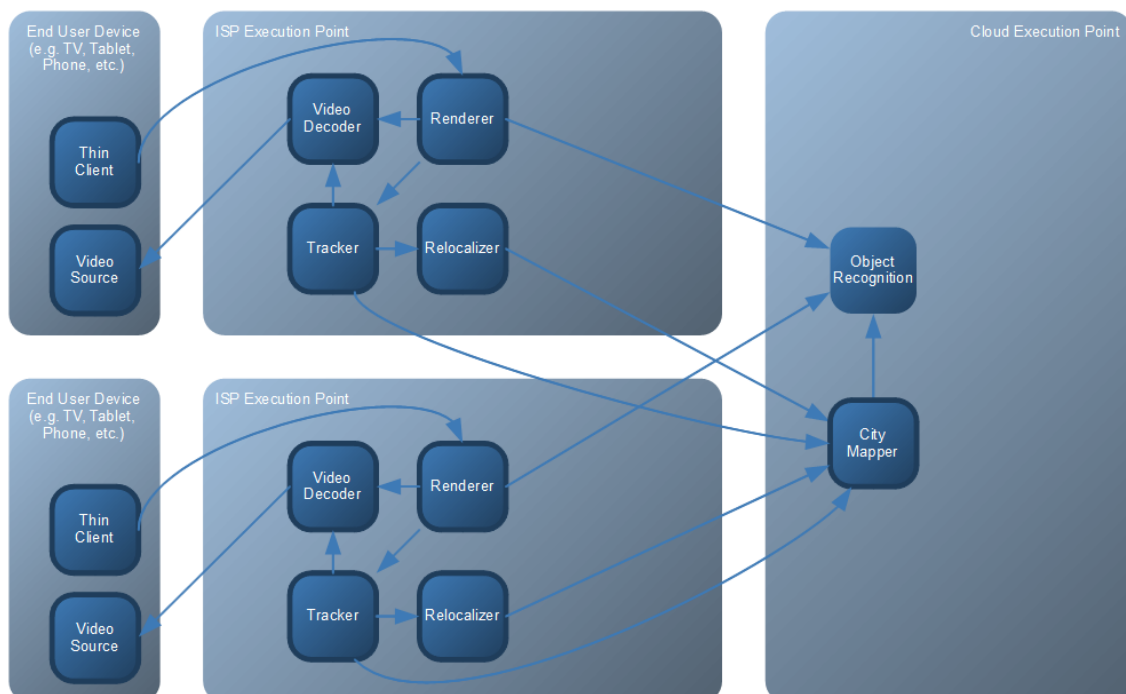 End User Device
(e.g. TV, Tablet,
Phone, etc.)
Thin
Client
Video
Source
ISP Execution Point
Video
Decoder
Renderer
Tracker
Relocalizer
Cloud Execution Point
Object
Recognition
City
Mapper
End User Device
(e.g. TV, Tablet,
Phone, etc.)
Thin
Client
Video
Source
ISP Execution Point
Video
Decoder
Renderer
Tracker
Relocalizer